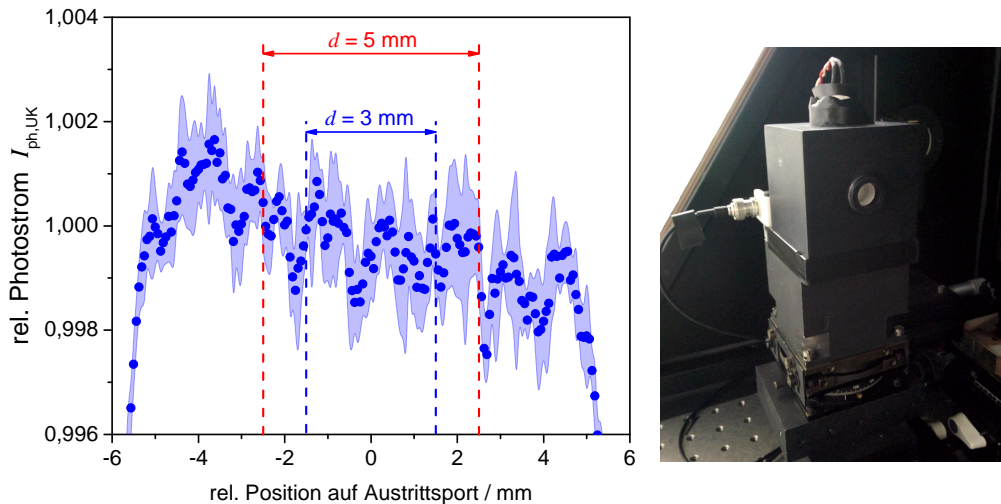 1,004
1,002
1,000
0,998
0,996
rel. Photostrom I_ph,UK
d = 5 mm
d = 3 mm
-6 -4 -2 0 2 4 6
rel. Position auf Austrittsport / mm